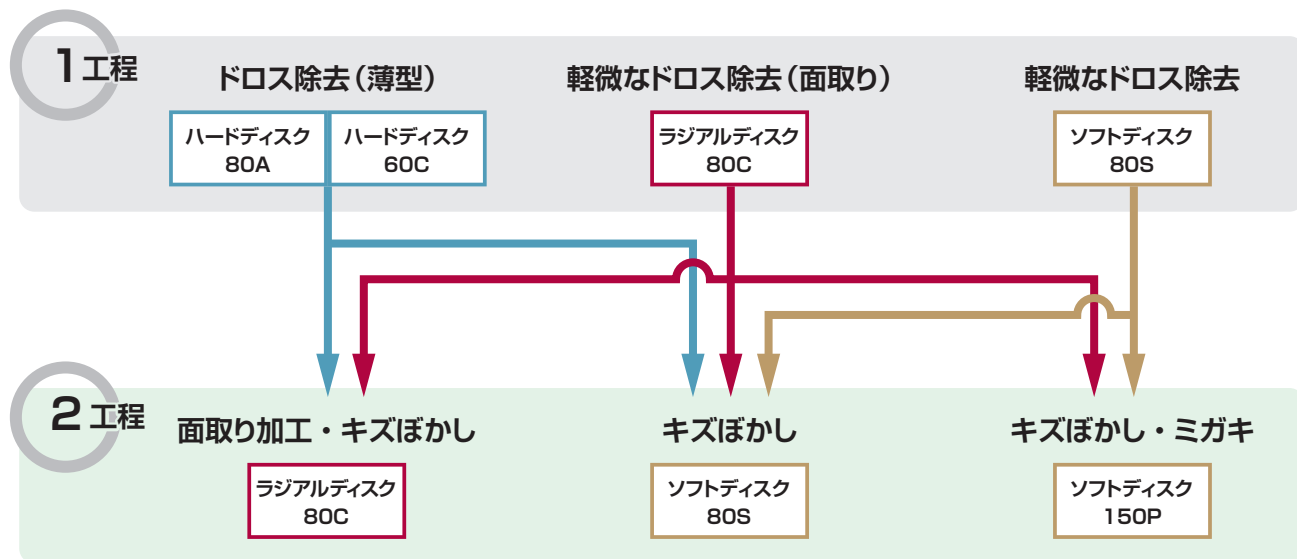 1工程
ドロス除去（薄型）
軽微なドロス除去（面取り）
軽微なドロス除去
ハードディスク
80A
ハードディスク
60C
ラジアルディスク
80C
ソフトディスク
80S
2工程
面取り加工・キズぼかし
キズぼかし
キズぼかし・ミガキ
ラジアルディスク
80C
ソフトディスク
80S
ソフトディスク
150P